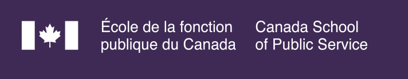 École de la fonction
publique du Canada
Canada School
of Public Service